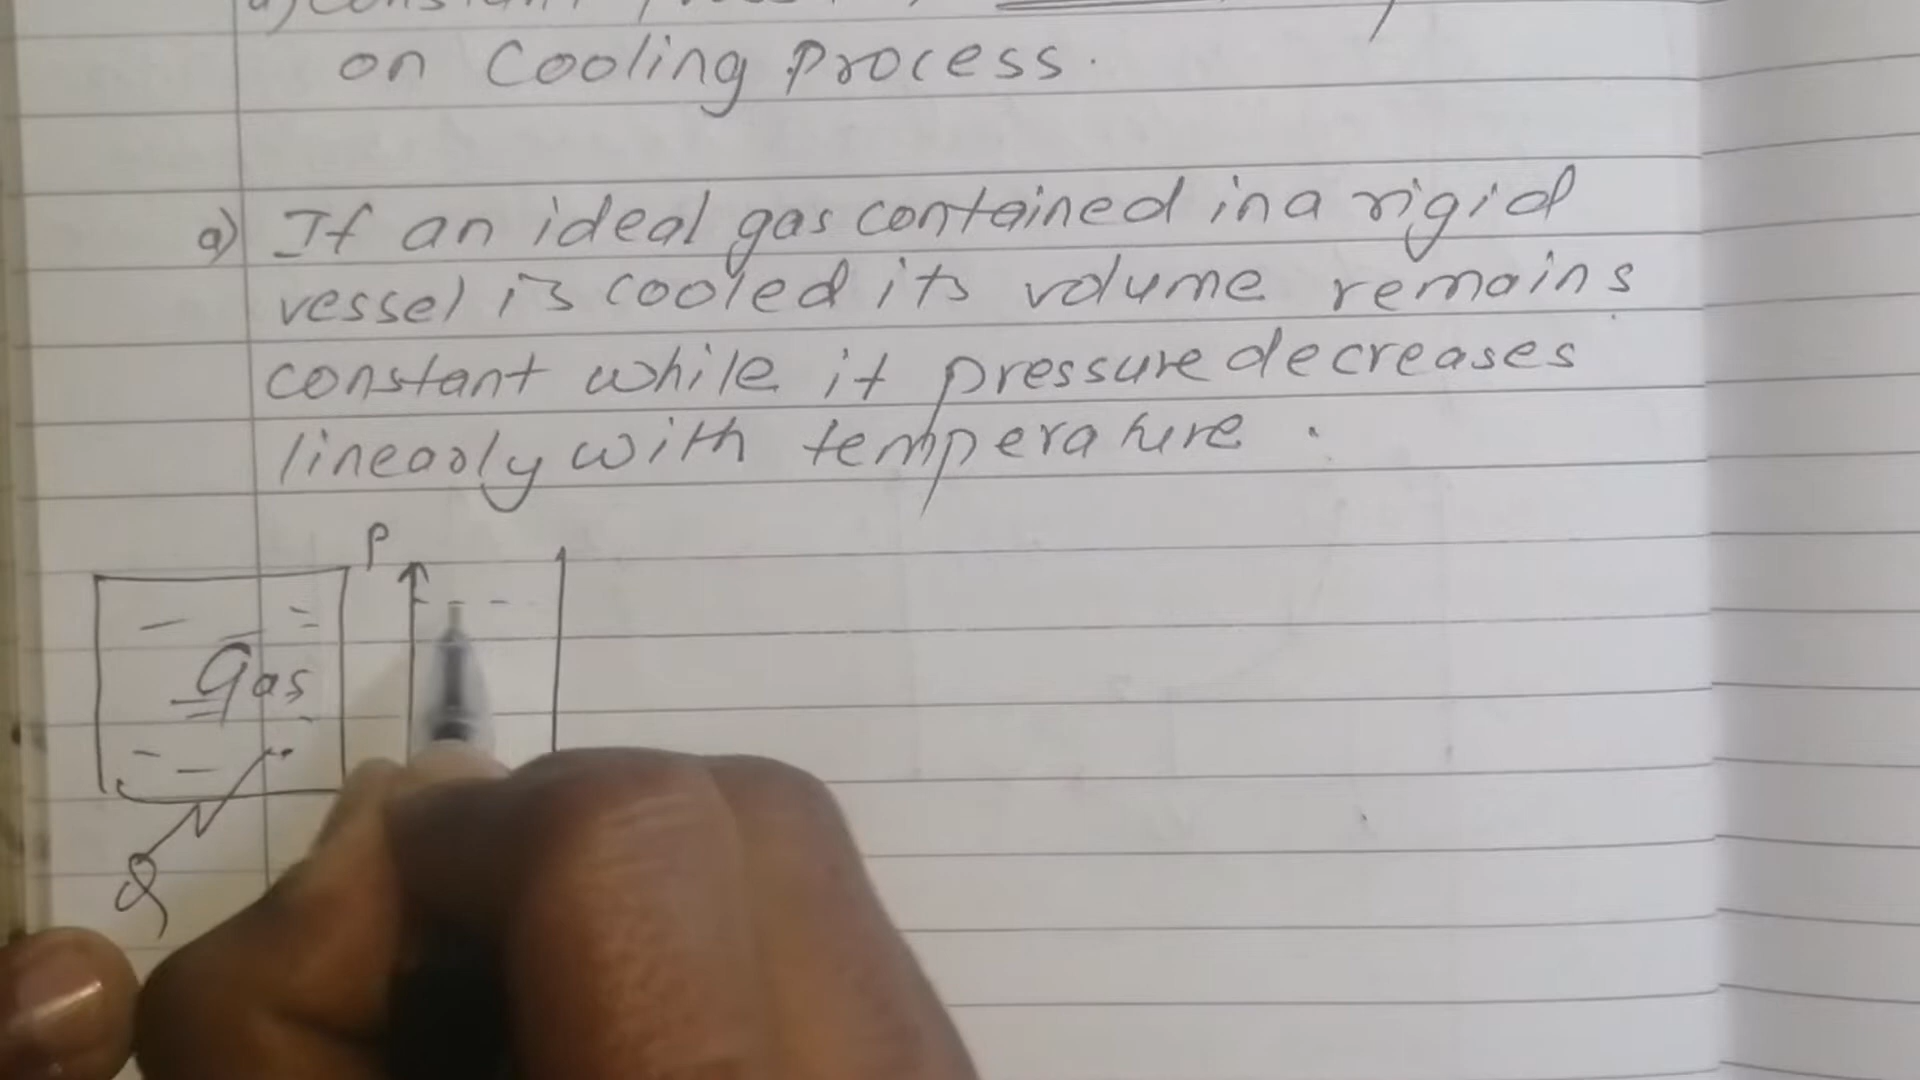 on Cooling process.
a) If an ideal gas contained in a rigid
vessel is cooled its volume remains
constant while it pressure decreases
linearly with temperature.
P
Gas
Q